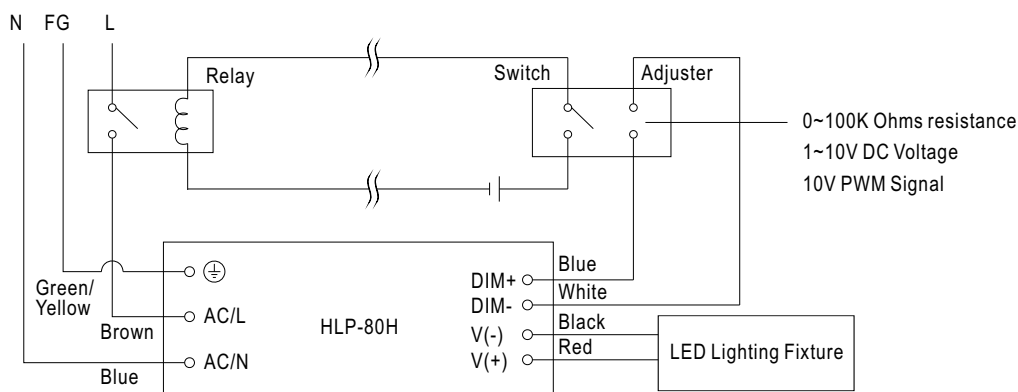 N FG L
Relay
Switch
Adjuster
0~100K Ohms resistance
1~10V DC Voltage
10V PWM Signal
Green/
Yellow
Brown
Blue
AC/L
AC/N
HLP-80H
DIM+
DIM-
V(-)
V(+)
Blue
White
Black
Red
LED Lighting Fixture